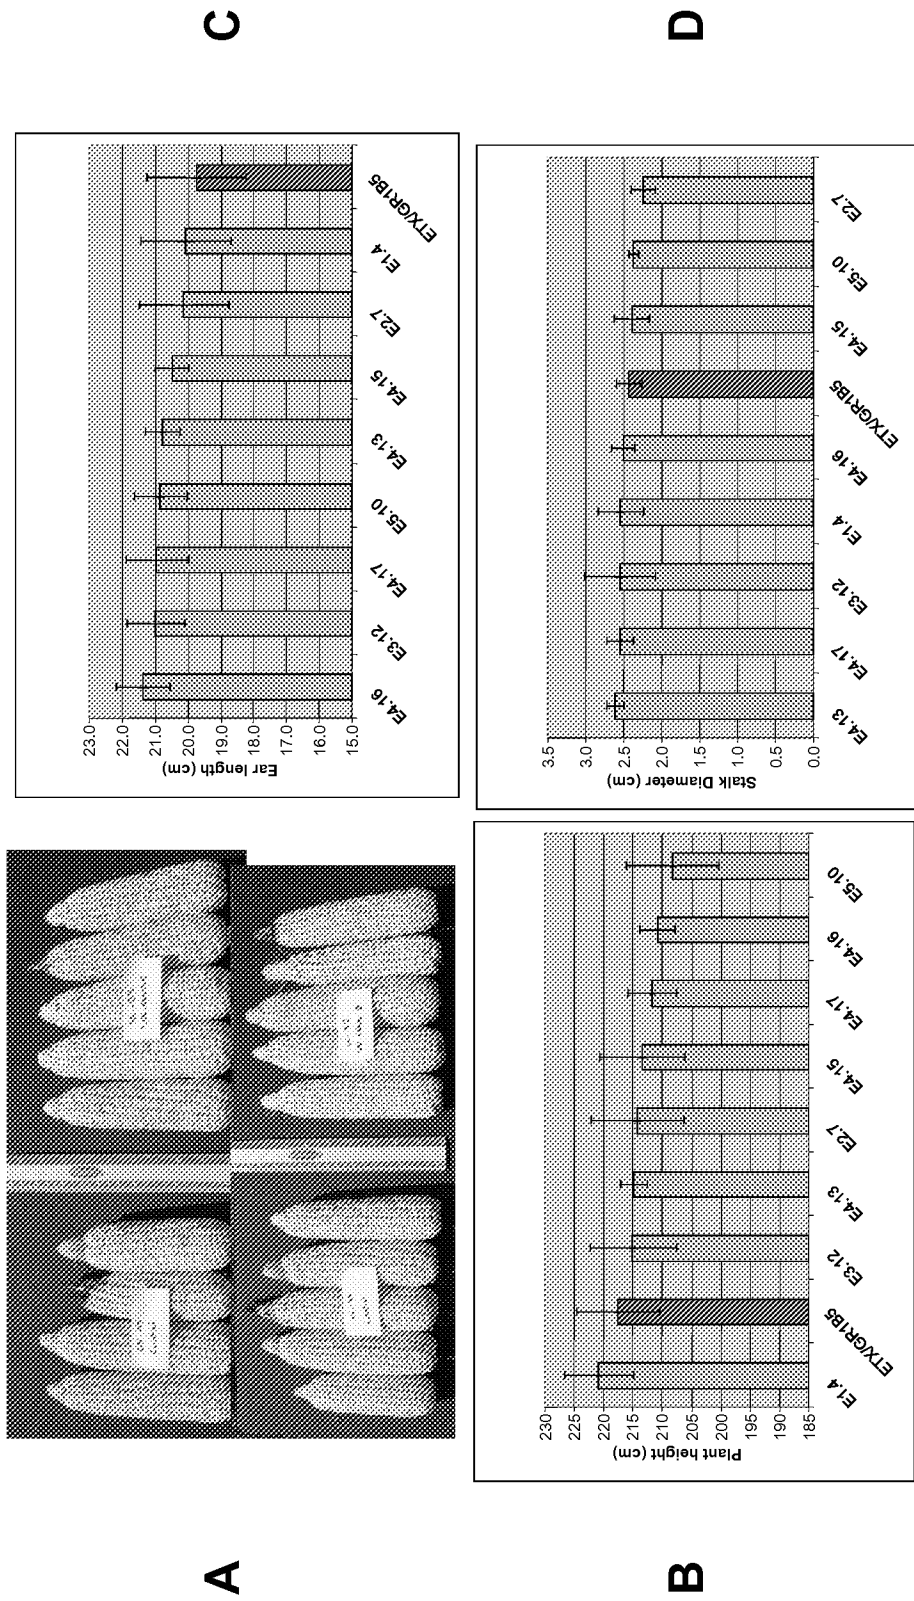 A
C
Ear length (cm)
23.0
22.0
21.0
20.0
19.0
18.0
17.0
16.0
15.0
E4.16
E3.12
E4.17
E5.10
E4.13
E4.15
E2.7
E1.4
ETX/GR1B5
B
Plant height (cm)
230
225
220
215
210
205
200
195
190
185
E1.4
ETX/GR1B5
E3.12
E4.13
E2.7
E4.15
E4.17
E4.16
E5.10
D
Stalk Diameter (cm)
3.5
3.0
2.5
2.0
1.5
1.0
0.5
0.0
E4.13
E4.17
E3.12
E1.4
E4.16
ETX/GR1B5
E4.15
E5.10
E2.7